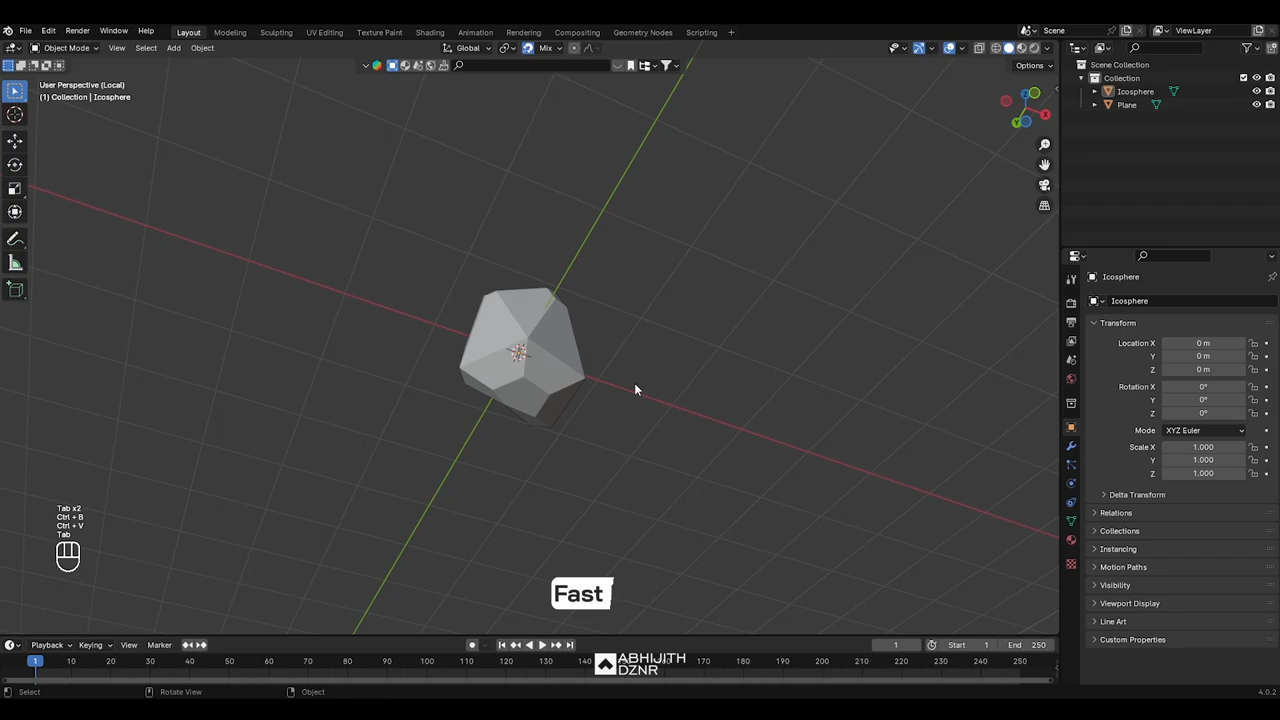 File Edit Render Window Help Layout Modeling Sculpting UV Editing Texture Paint Shading Animation Rendering Compositing Geometry Nodes Scripting + Scene ViewLayer
Object Mode View Select Add Object Global Mix
Options
User Perspective (Local)
(1) Collection | Icosphere
Scene Collection
Collection
Icosphere
Plane
Z
X
Y
Icosphere
Icosphere
Transform
Location X 0 m
Y 0 m
Z 0 m
Rotation X 0°
Y 0°
Z 0°
Mode XYZ Euler
Scale X 1.000
Y 1.000
Z 1.000
Delta Transform
Relations
Collections
Instancing
Motion Paths
Visibility
Viewport Display
Line Art
Custom Properties
Tab x2
Ctrl + B
Ctrl + V
Tab
Fast
Playback Keying View Marker 1 Start 1 End 250
1 10 20 30 40 50 60 70 80 90 100 110 120 130 140 150 160 170 180 190 200 210 220 230 240 250
ABHIJITH
DZNR
Select Rotate View Object 4.0.2